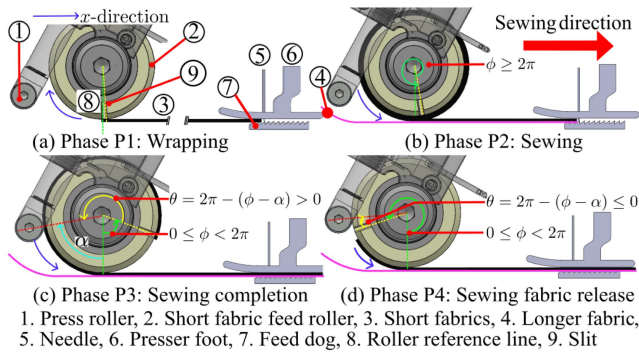 x-direction
① ② ⑤ ⑥
Sewing direction
ϕ ≥ 2π
⑨
⑧ ③ ⑦ ④
(a) Phase P1: Wrapping
(b) Phase P2: Sewing
θ = 2π − (ϕ − α) > 0
θ = 2π − (ϕ − α) ≤ 0
α
0 ≤ ϕ < 2π
0 ≤ ϕ < 2π
(c) Phase P3: Sewing completion
(d) Phase P4: Sewing fabric release
1. Press roller, 2. Short fabric feed roller, 3. Short fabrics, 4. Longer fabric,
5. Needle, 6. Presser foot, 7. Feed dog, 8. Roller reference line, 9. Slit